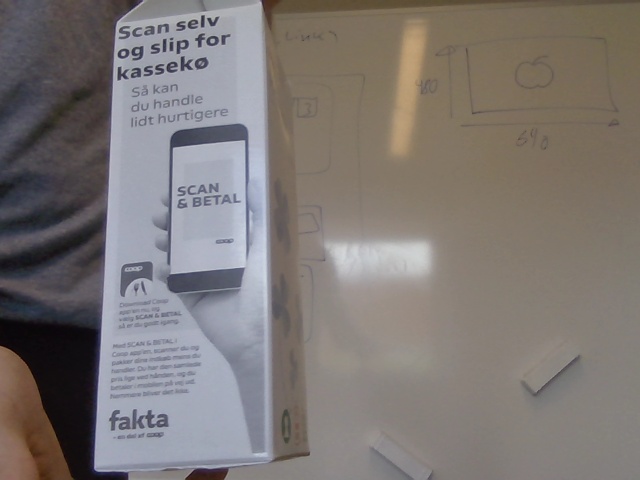 Scan selv
og slip for
kassekø
Så kan
du handle
lidt hurtigere
SCAN
& BETAL
coop
coop
Download Coop
app'en nu, og
vælg SCAN & BETAL
så er du godt igang.
Med SCAN & BETAL i
Coop app'en, scanner du og
pakker dine indkøb mens du
handler. Du har den samlede
pris lige ved hånden, og du
betaler i mobilen på vej ud.
Nemmere bliver det ikke.
fakta
- en del af coop
480
640